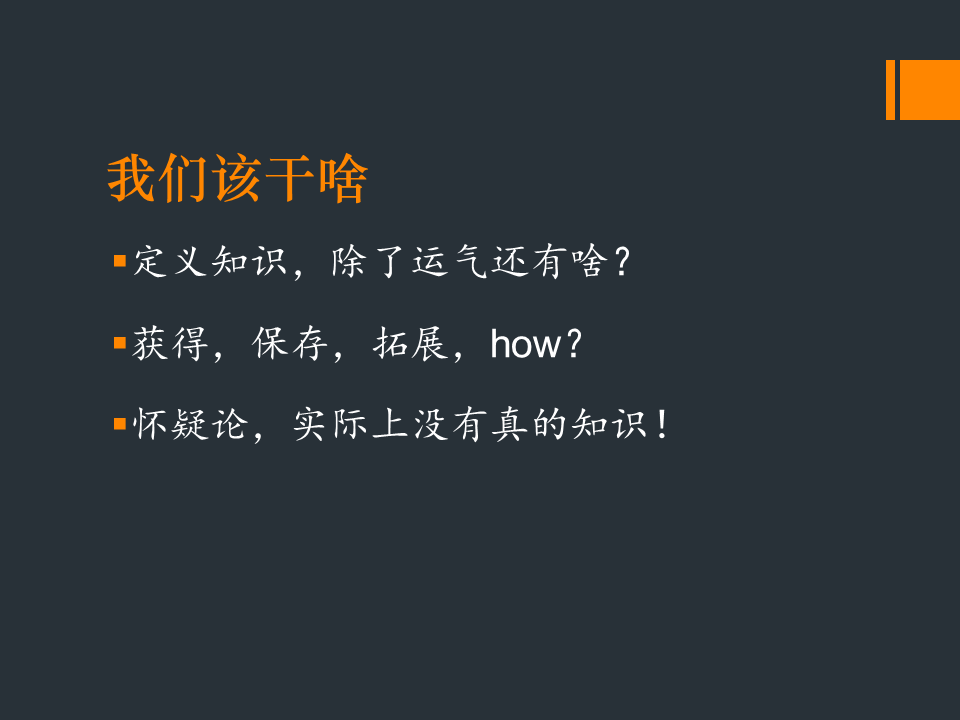 我们该干啥
▪定义知识，除了运气还有啥？
▪获得，保存，拓展，how？
▪怀疑论，实际上没有真的知识！